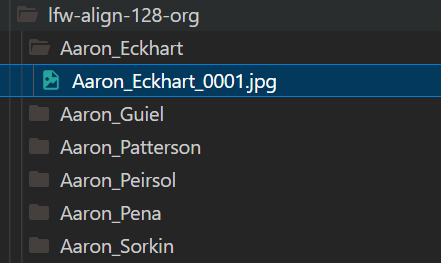 lfw-align-128-org
Aaron_Eckhart
Aaron_Eckhart_0001.jpg
Aaron_Guiel
Aaron_Patterson
Aaron_Peirsol
Aaron_Pena
Aaron_Sorkin